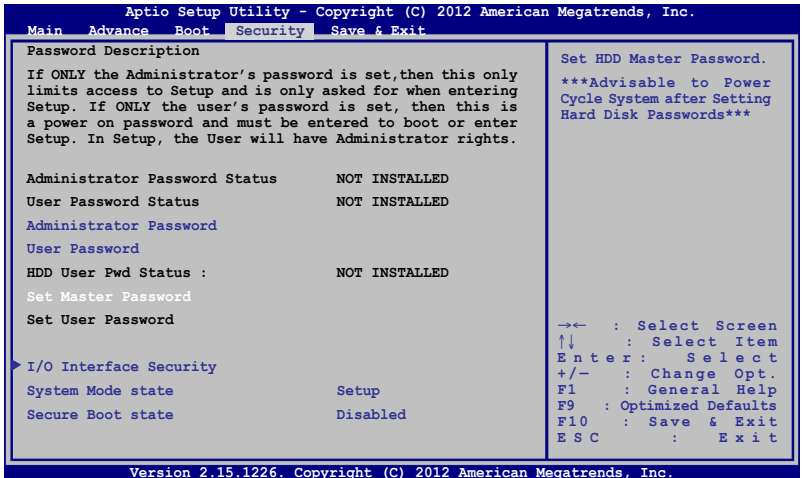 Aptio Setup Utility - Copyright (C) 2012 American Megatrends, Inc.
Main Advance Boot Security Save & Exit
Password Description
If ONLY the Administrator's password is set,then this only
limits access to Setup and is only asked for when entering
Setup. If ONLY the user's password is set, then this is
a power on password and must be entered to boot or enter
Setup. In Setup, the User will have Administrator rights.
Administrator Password Status NOT INSTALLED
User Password Status NOT INSTALLED
Administrator Password
User Password
HDD User Pwd Status : NOT INSTALLED
Set Master Password
Set User Password
I/O Interface Security
System Mode state Setup
Secure Boot state Disabled
Set HDD Master Password.
***Advisable to Power
Cycle System after Setting
Hard Disk Passwords***
→← : Select Screen
↑↓ : Select Item
Enter: Select
+/— : Change Opt.
F1 : General Help
F9 : Optimized Defaults
F10 : Save & Exit
ESC : Exit
Version 2.15.1226. Copyright (C) 2012 American Megatrends, Inc.